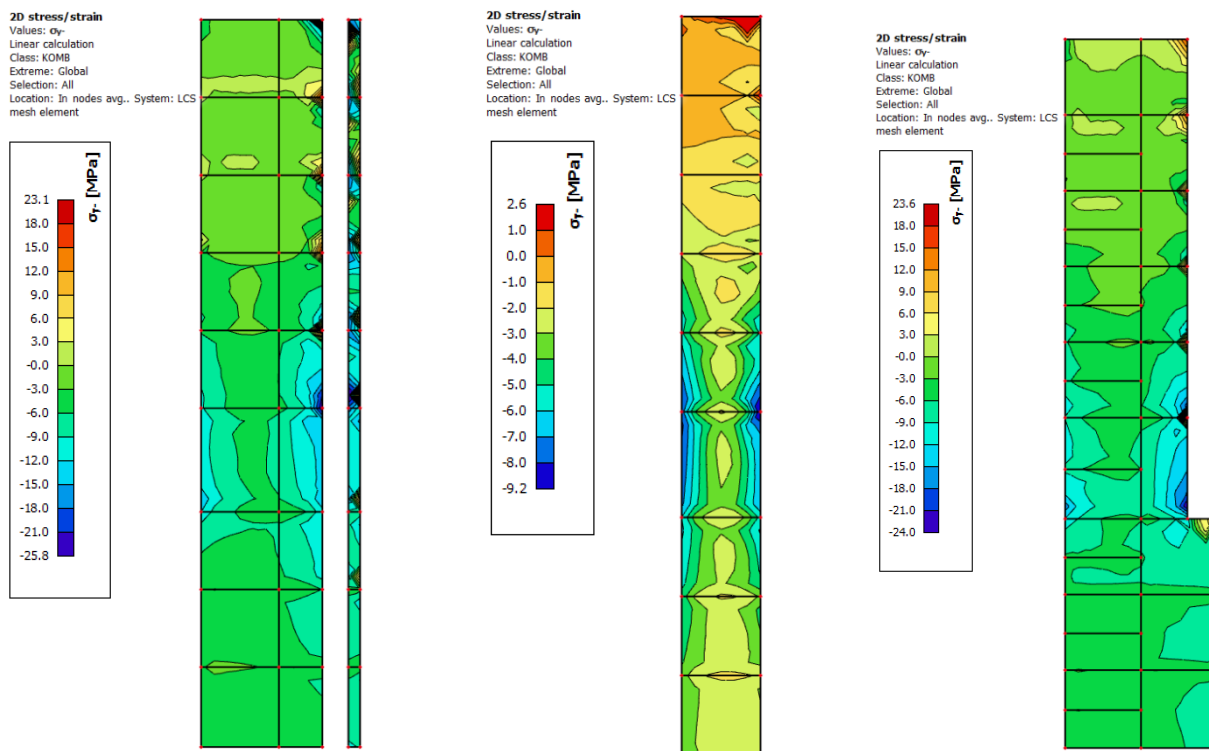 2D stress/strain
Values: σy-
Linear calculation
Class: KOMB
Extreme: Global
Selection: All
Location: In nodes avg.. System: LCS
mesh element
σy- [MPa]
23.1
18.0
15.0
12.0
9.0
6.0
3.0
-0.0
-3.0
-6.0
-9.0
-12.0
-15.0
-18.0
-21.0
-25.8
2D stress/strain
Values: σy-
Linear calculation
Class: KOMB
Extreme: Global
Selection: All
Location: In nodes avg.. System: LCS
mesh element
σy- [MPa]
2.6
1.0
0.0
-1.0
-2.0
-3.0
-4.0
-5.0
-6.0
-7.0
-8.0
-9.2
2D stress/strain
Values: σy-
Linear calculation
Class: KOMB
Extreme: Global
Selection: All
Location: In nodes avg.. System: LCS
mesh element
σy- [MPa]
23.6
18.0
15.0
12.0
9.0
6.0
3.0
-0.0
-3.0
-6.0
-9.0
-12.0
-15.0
-18.0
-21.0
-24.0